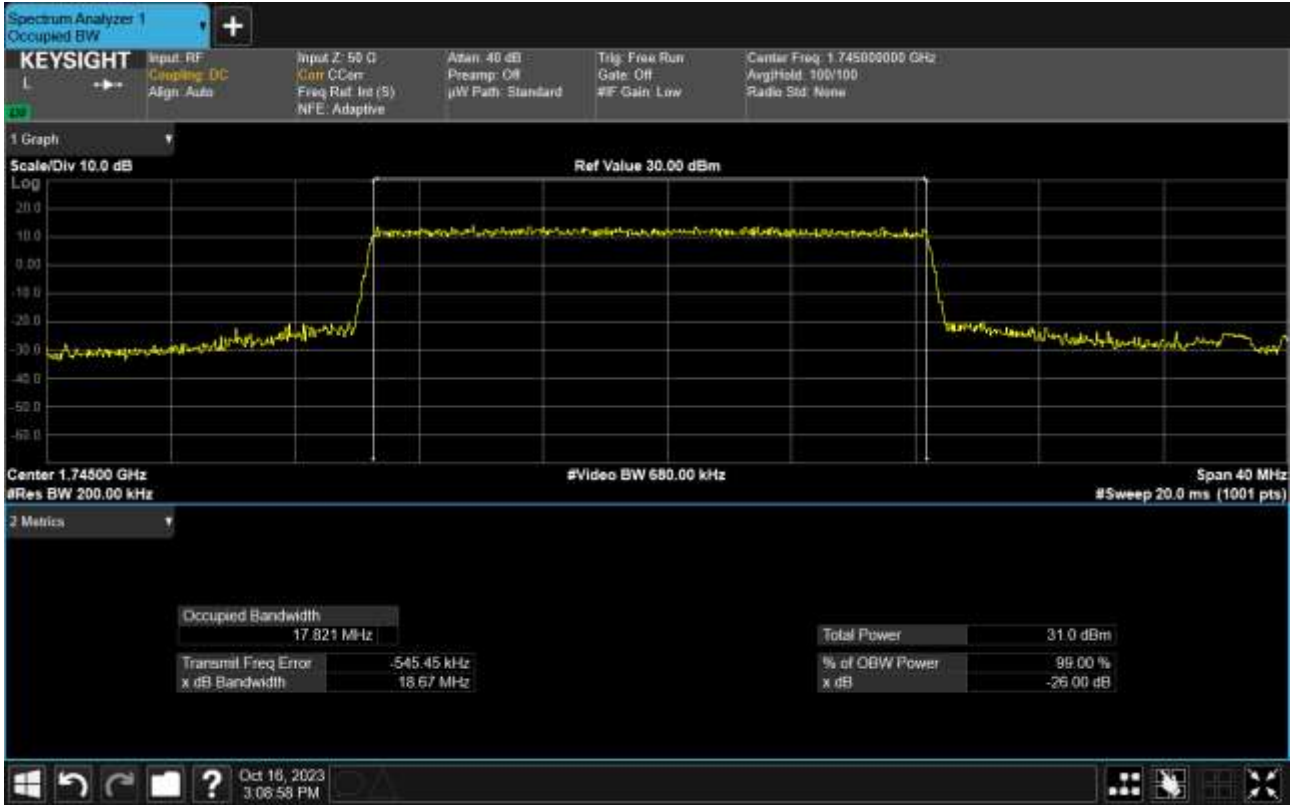 Spectrum Analyzer 1
Occupied BW
+
KEYSIGHT
L
Input: RF
Coupling: DC
Align: Auto
Input Z: 50 Ω
Corr CCorr
Freq Ref: Int (S)
NFE: Adaptive
Atten: 40 dB
Preamp: Off
µW Path: Standard
Trig: Free Run
Gate: Off
#IF Gain: Low
Center Freq: 1.745000000 GHz
Avg|Hold: 100/100
Radio Std: None
1 Graph
Scale/Div 10.0 dB
Ref Value 30.00 dBm
Log
20.0
10.0
0.00
-10.0
-20.0
-30.0
-40.0
-50.0
-60.0
Center 1.74500 GHz
#Video BW 680.00 kHz
Span 40 MHz
#Res BW 200.00 kHz
#Sweep 20.0 ms (1001 pts)
2 Metrics
Occupied Bandwidth
17.821 MHz
Total Power 31.0 dBm
Transmit Freq Error -545.45 kHz
% of OBW Power 99.00 %
x dB Bandwidth 18.67 MHz
x dB -26.00 dB
?
Oct 16, 2023
3:08:58 PM